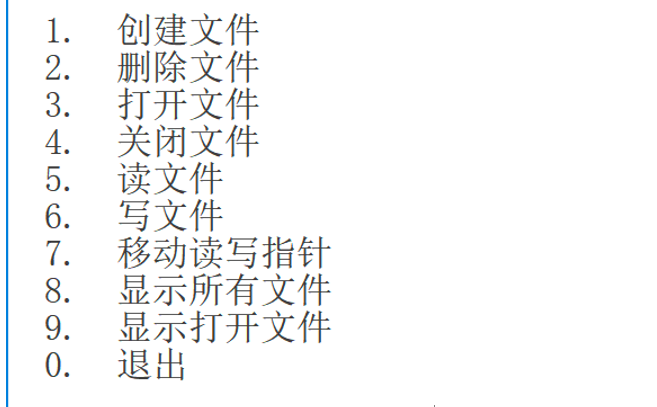 1. 创建文件
2. 删除文件
3. 打开文件
4. 关闭文件
5. 读文件
6. 写文件
7. 移动读写指针
8. 显示所有文件
9. 显示打开文件
0. 退出